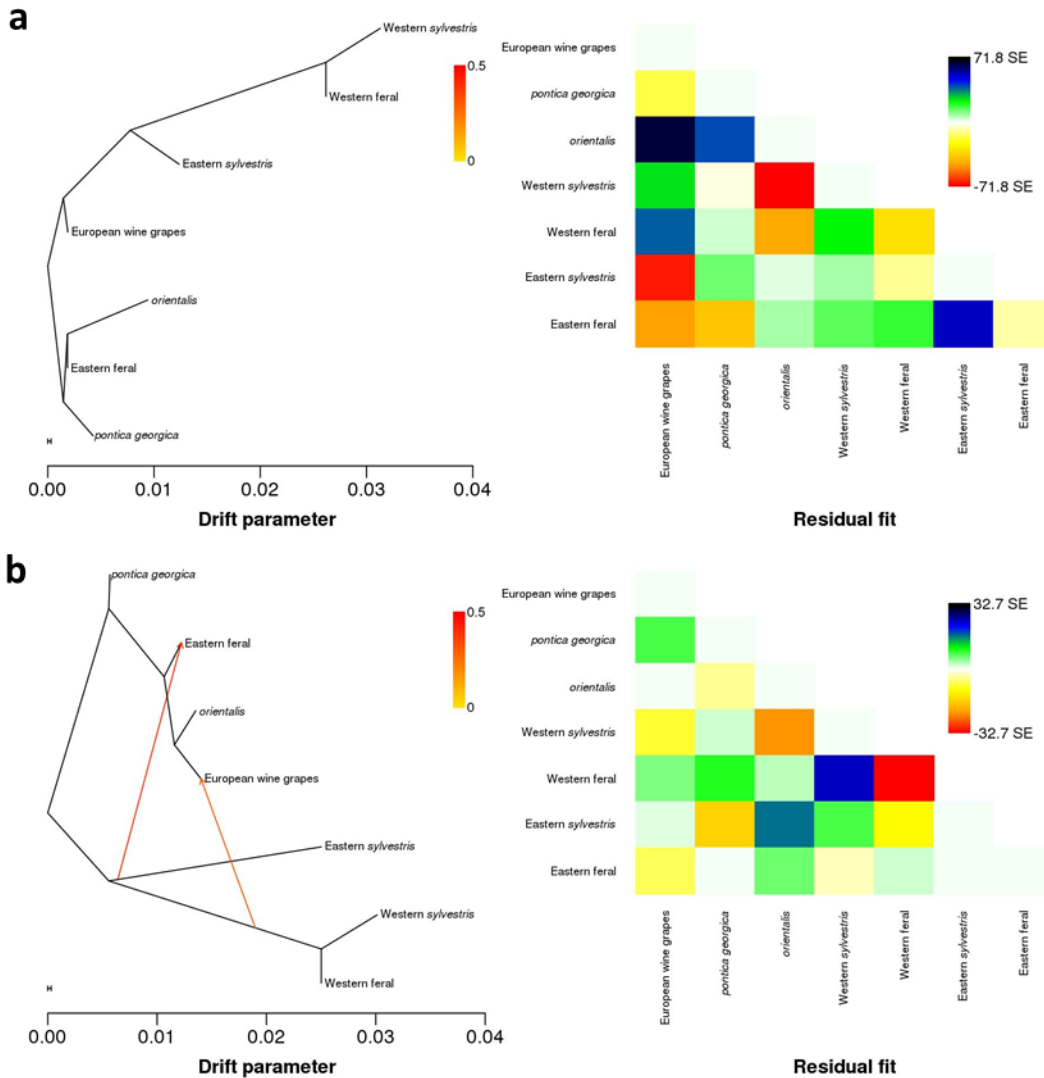 a
Western sylvestris
Western feral
Eastern sylvestris
European wine grapes
orientalis
Eastern feral
pontica georgica
0.5
0
0.00 0.01 0.02 0.03 0.04
Drift parameter
European wine grapes
pontica georgica
orientalis
Western sylvestris
Western feral
Eastern sylvestris
Eastern feral
71.8 SE
-71.8 SE
European wine grapes
pontica georgica
orientalis
Western sylvestris
Western feral
Eastern sylvestris
Eastern feral
Residual fit
b
pontica georgica
Eastern feral
orientalis
European wine grapes
Eastern sylvestris
Western sylvestris
Western feral
0.5
0
0.00 0.01 0.02 0.03 0.04
Drift parameter
European wine grapes
pontica georgica
orientalis
Western sylvestris
Western feral
Eastern sylvestris
Eastern feral
32.7 SE
-32.7 SE
European wine grapes
pontica georgica
orientalis
Western sylvestris
Western feral
Eastern sylvestris
Eastern feral
Residual fit